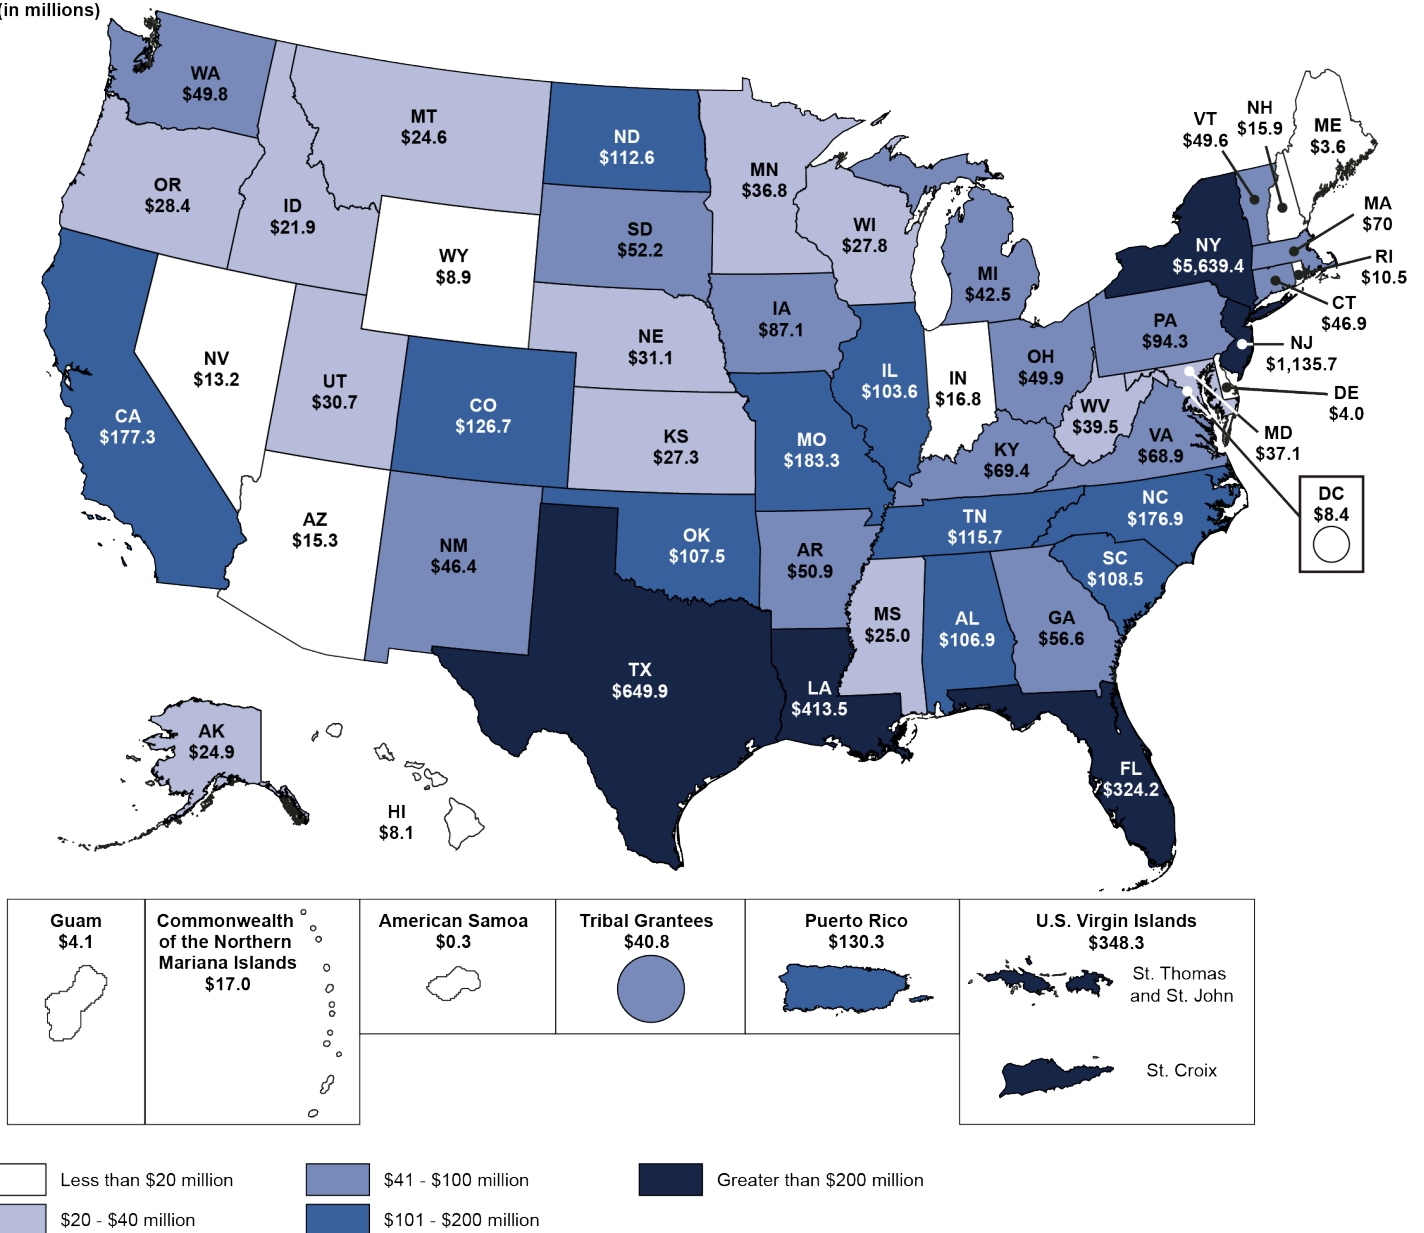 (in millions)
WA
$49.8
MT
$24.6
ND
$112.6
MN
$36.8
VT
$49.6
NH
$15.9
ME
$3.6
OR
$28.4
ID
$21.9
WY
$8.9
SD
$52.2
WI
$27.8
MI
$42.5
NY
$5,639.4
MA
$70
RI
$10.5
CT
$46.9
NJ
$1,135.7
DE
$4.0
MD
$37.1
DC
$8.4
NV
$13.2
UT
$30.7
CO
$126.7
NE
$31.1
IA
$87.1
IL
$103.6
IN
$16.8
OH
$49.9
PA
$94.3
WV
$39.5
VA
$68.9
CA
$177.3
KS
$27.3
MO
$183.3
KY
$69.4
NC
$176.9
TN
$115.7
SC
$108.5
AZ
$15.3
NM
$46.4
OK
$107.5
AR
$50.9
MS
$25.0
AL
$106.9
GA
$56.6
TX
$649.9
LA
$413.5
FL
$324.2
AK
$24.9
HI
$8.1
Guam
$4.1
Commonwealth
of the Northern
Mariana Islands
$17.0
American Samoa
$0.3
Tribal Grantees
$40.8
Puerto Rico
$130.3
U.S. Virgin Islands
$348.3
St. Thomas
and St. John
St. Croix
Less than $20 million
$41 - $100 million
Greater than $200 million
$20 - $40 million
$101 - $200 million